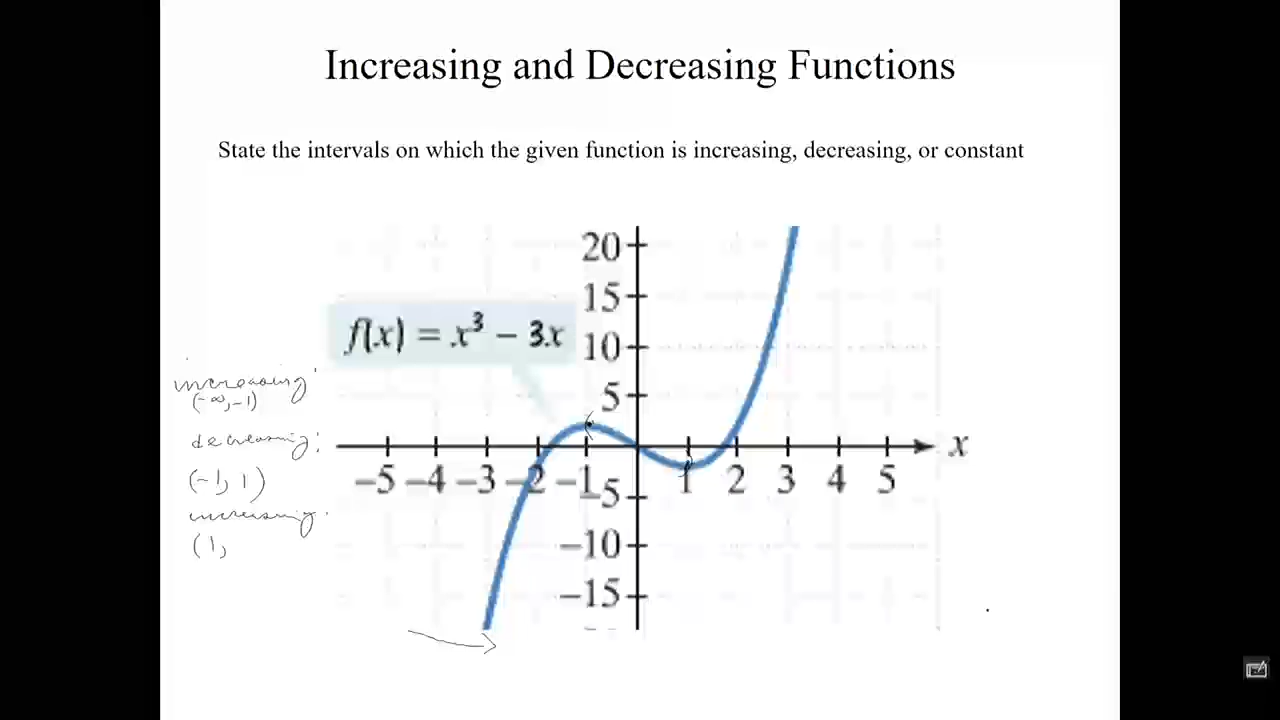 Increasing and Decreasing Functions
State the intervals on which the given function is increasing, decreasing, or constant
20
15
f(x) = x³ − 3x
10
increasing:
(-∞, -1)
5
decreasing:
x
−5 −4 −3 −2 −1 1 2 3 4 5
(-1, 1)
−5
increasing:
(1,
−10
−15